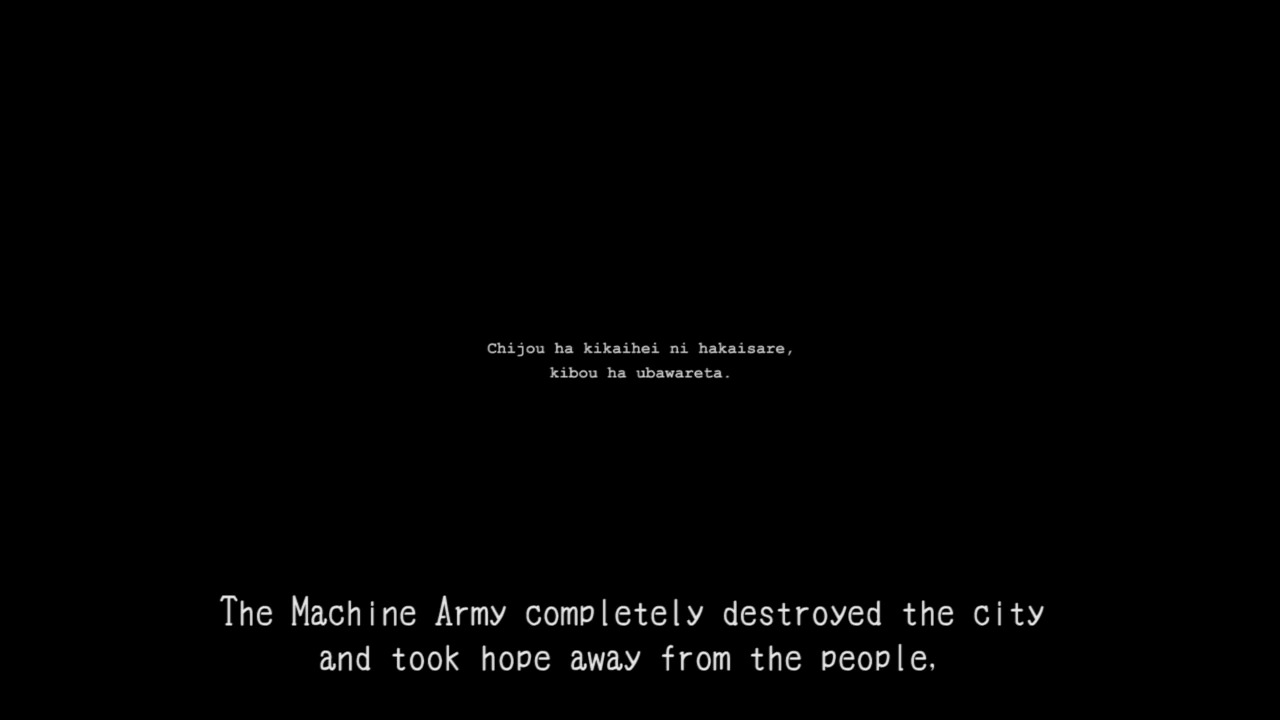 Chijou ha kikaihei ni hakaisare,
kibou ha ubawareta.
The Machine Army completely destroyed the city
and took hope away from the people,